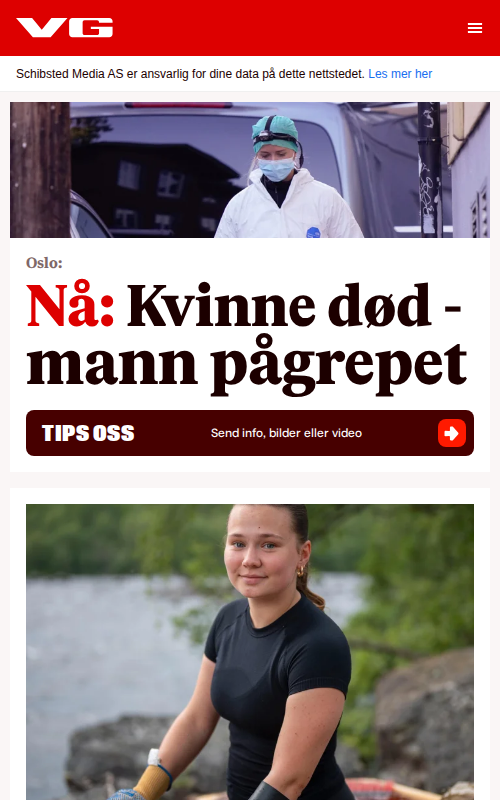 VG
Schibsted Media AS er ansvarlig for dine data på dette nettstedet. Les mer her
Oslo:
Nå: Kvinne død -
mann pågrepet
TIPS OSS
Send info, bilder eller video